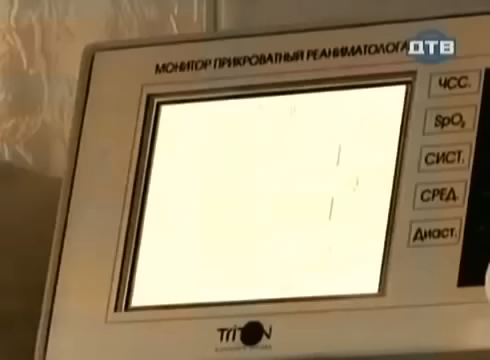 МОНИТОР ПРИКРОВАТНЫЙ РЕАНИМАТОЛОГА
ДТВ
ЧСС.
SpO₂
СИСТ.
СРЕД.
Диаст.
TRITON